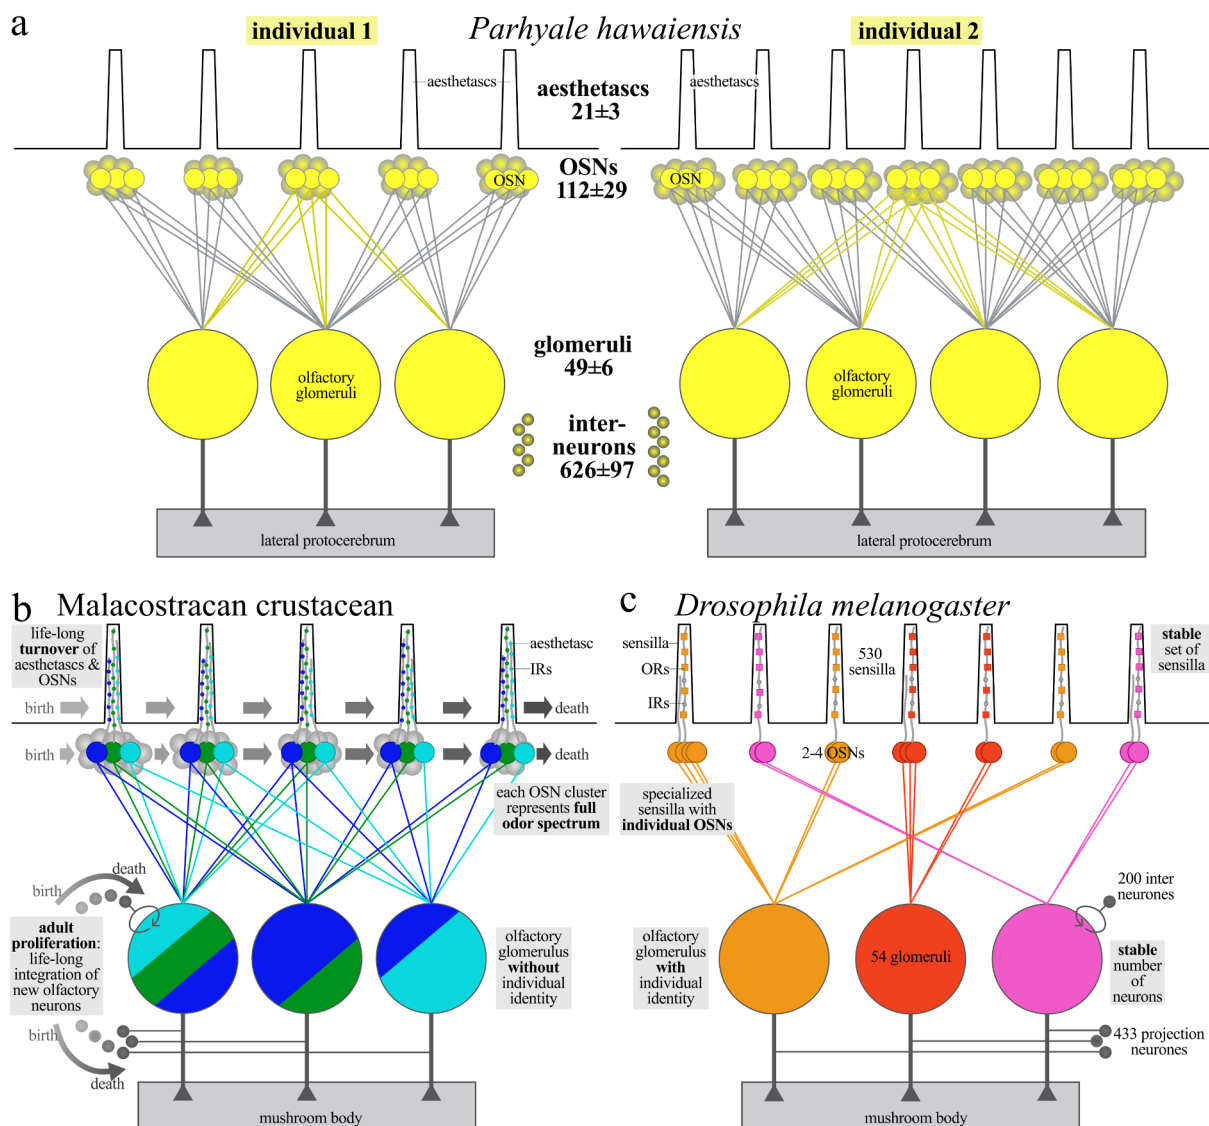 a
individual 1
Parhyale hawaiensis
individual 2
aesthetascs
aesthetascs
21±3
aesthetascs
OSN
OSNs
112±29
OSN
glomeruli
49±6
olfactory
glomeruli
olfactory
glomeruli
inter-
neurons
626±97
lateral protocerebrum
lateral protocerebrum
b
Malacostracan crustacean
life-long
turnover of
aesthetascs &
OSNs
aesthetasc
IRs
birth
death
birth
death
each OSN cluster
represents full
odor spectrum
death
birth
adult
proliferation:
life-long
integration of
new olfactory
neurons
olfactory
glomerulus
without
individual
identity
birth
death
mushroom body
c
Drosophila melanogaster
sensilla
ORs
IRs
530
sensilla
stable
set of
sensilla
2-4 OSNs
specialized
sensilla with
individual OSNs
200 inter
neurones
olfactory
glomerulus
with
individual
identity
54 glomeruli
stable
number
of
neurons
433 projection
neurones
mushroom body